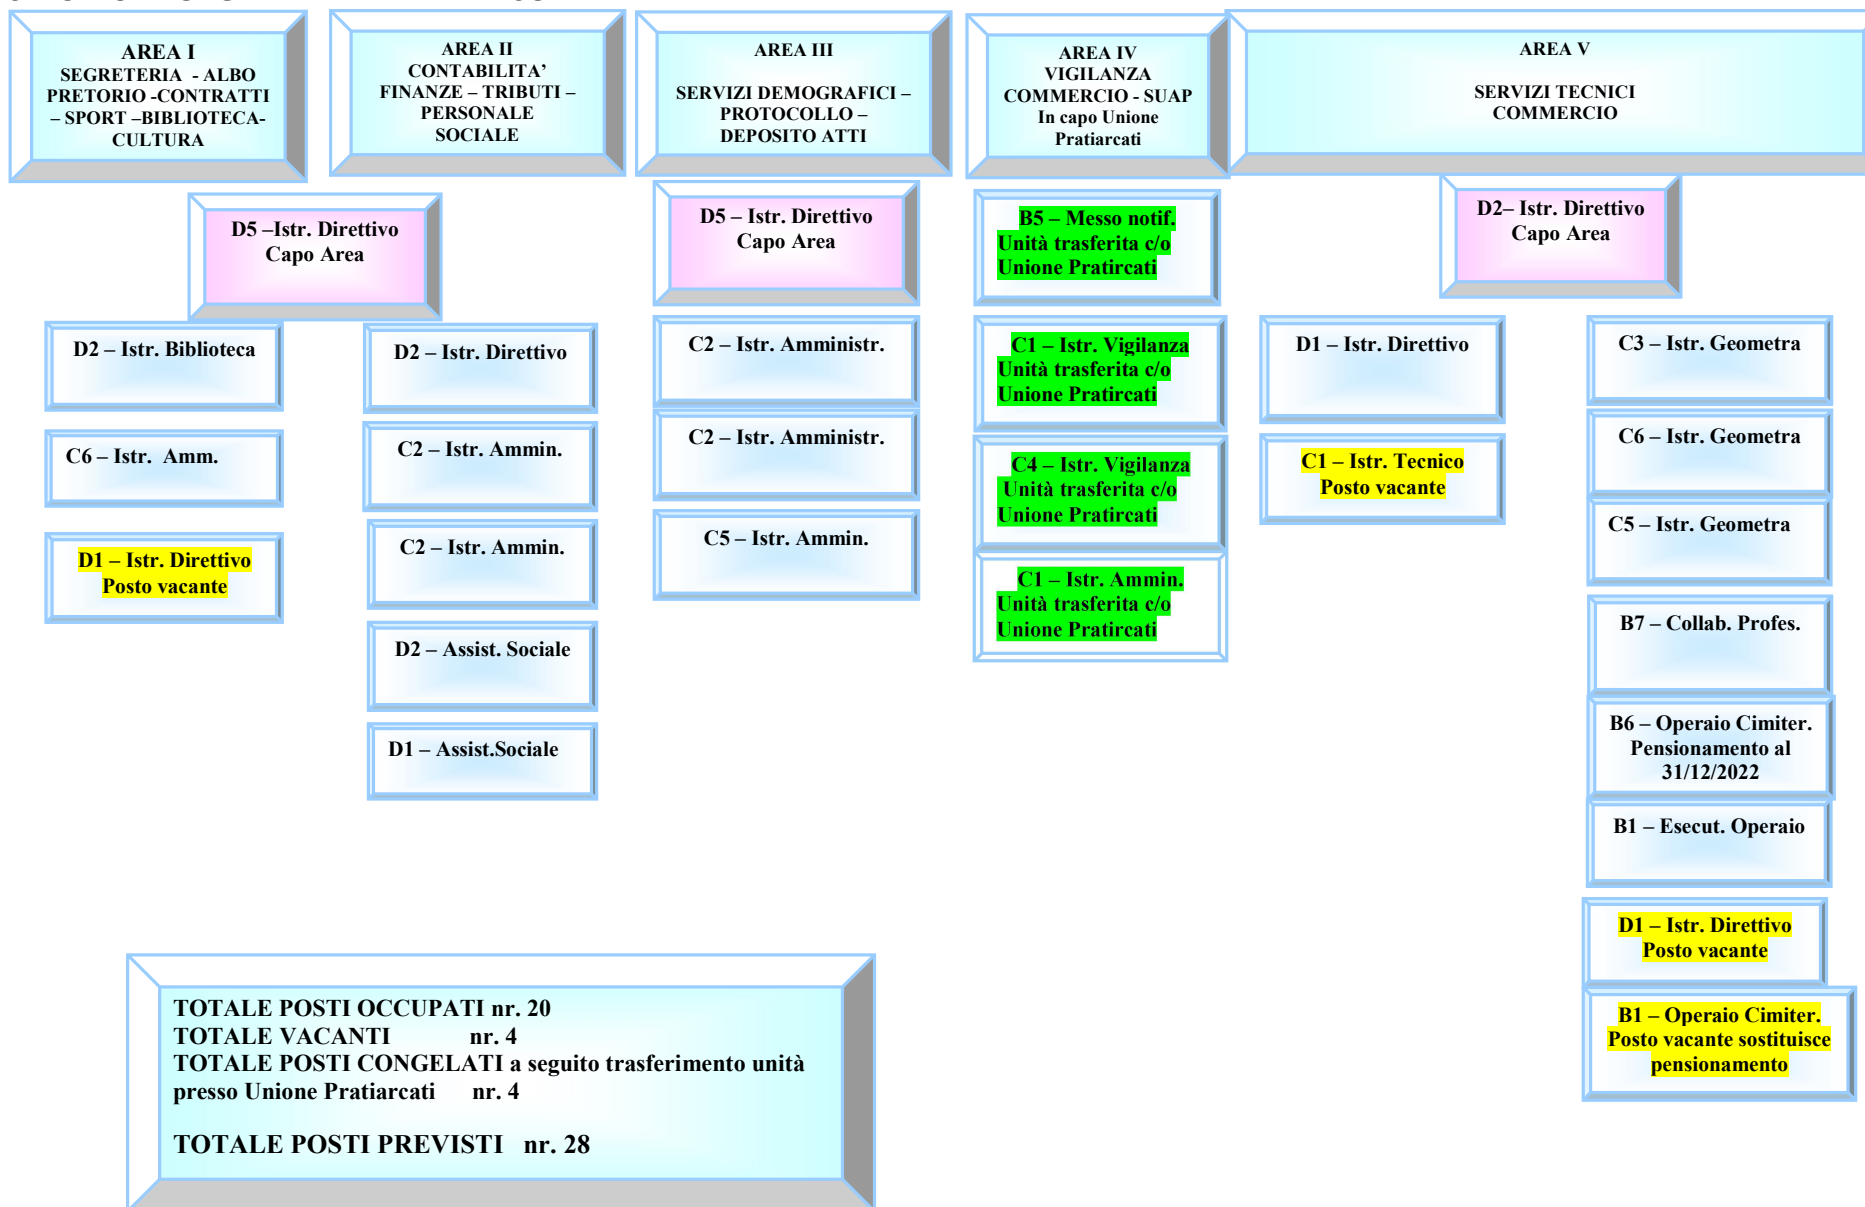 AREA I
SEGRETERIA - ALBO
PRETORIO -CONTRATTI
– SPORT –BIBLIOTECA-
CULTURA
AREA II
CONTABILITA’
FINANZE – TRIBUTI –
PERSONALE
SOCIALE
AREA III
SERVIZI DEMOGRAFICI –
PROTOCOLLO –
DEPOSITO ATTI
AREA IV
VIGILANZA
COMMERCIO - SUAP
In capo Unione
Pratiarcati
AREA V
SERVIZI TECNICI
COMMERCIO
D5 –Istr. Direttivo
Capo Area
D2 – Istr. Biblioteca
C6 – Istr. Amm.
D1 – Istr. Direttivo
Posto vacante
D2 – Istr. Direttivo
C2 – Istr. Ammin.
C2 – Istr. Ammin.
D2 – Assist. Sociale
D1 – Assist.Sociale
D5 – Istr. Direttivo
Capo Area
C2 – Istr. Amministr.
C2 – Istr. Amministr.
C5 – Istr. Ammin.
B5 – Messo notif.
Unità trasferita c/o
Unione Pratircati
C1 – Istr. Vigilanza
Unità trasferita c/o
Unione Pratircati
C4 – Istr. Vigilanza
Unità trasferita c/o
Unione Pratircati
C1 – Istr. Ammin.
Unità trasferita c/o
Unione Pratircati
D2– Istr. Direttivo
Capo Area
D1 – Istr. Direttivo
C1 – Istr. Tecnico
Posto vacante
C3 – Istr. Geometra
C6 – Istr. Geometra
C5 – Istr. Geometra
B7 – Collab. Profes.
B6 – Operaio Cimiter.
Pensionamento al
31/12/2022
B1 – Esecut. Operaio
D1 – Istr. Direttivo
Posto vacante
B1 – Operaio Cimiter.
Posto vacante sostituisce
pensionamento
TOTALE POSTI OCCUPATI nr. 20
TOTALE VACANTI nr. 4
TOTALE POSTI CONGELATI a seguito trasferimento unità
presso Unione Pratiarcati nr. 4
TOTALE POSTI PREVISTI nr. 28